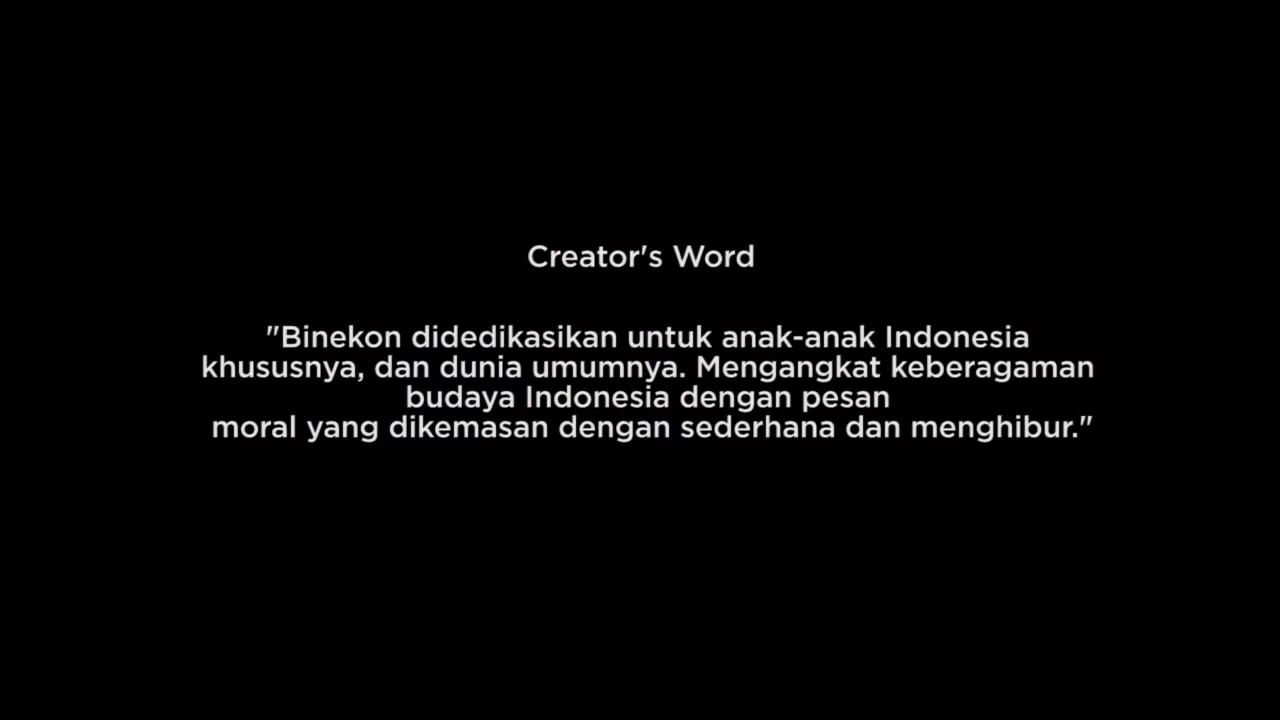 Creator's Word
"Binekon didedikasikan untuk anak-anak Indonesia
khususnya, dan dunia umumnya. Mengangkat keberagaman
budaya Indonesia dengan pesan
moral yang dikemasan dengan sederhana dan menghibur."